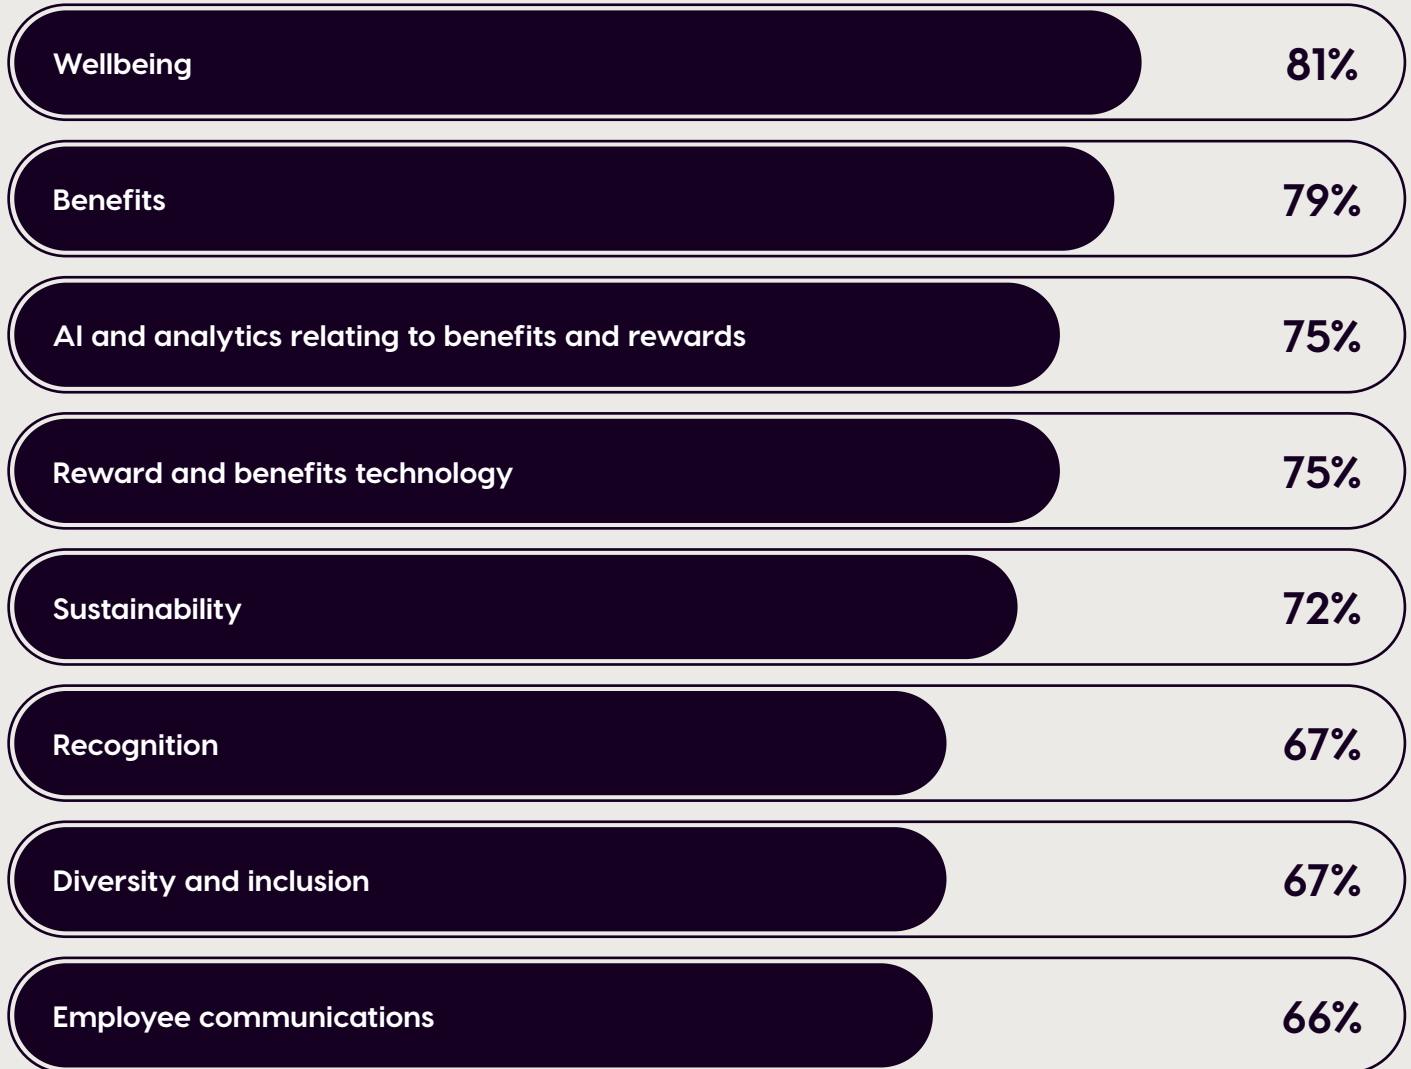 Wellbeing 81%
Benefits 79%
AI and analytics relating to benefits and rewards 75%
Reward and benefits technology 75%
Sustainability 72%
Recognition 67%
Diversity and inclusion 67%
Employee communications 66%